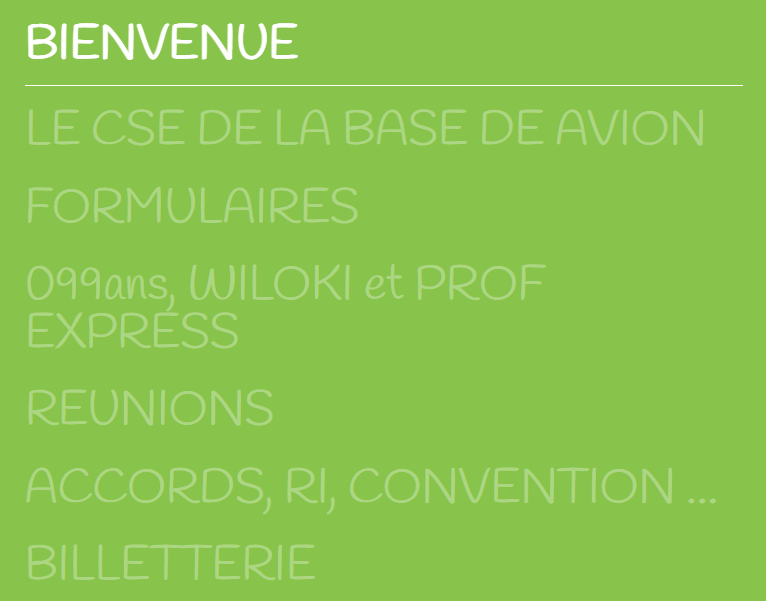 BIENVENUE
LE CSE DE LA BASE DE AVION
FORMULAIRES
099ans, WILOKI et PROF
EXPRESS
REUNIONS
ACCORDS, RI, CONVENTION ...
BILLETTERIE